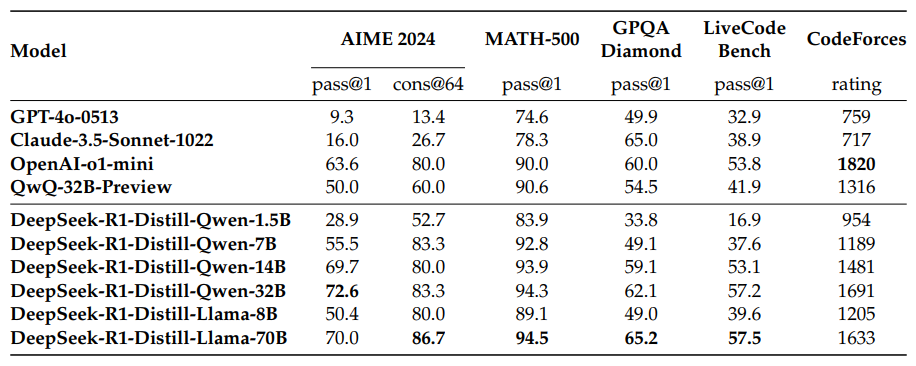 Model AIME 2024 MATH-500 GPQA Diamond LiveCode Bench CodeForces
pass@1 cons@64 pass@1 pass@1 pass@1 rating
GPT-4o-0513 9.3 13.4 74.6 49.9 32.9 759
Claude-3.5-Sonnet-1022 16.0 26.7 78.3 65.0 38.9 717
OpenAI-o1-mini 63.6 80.0 90.0 60.0 53.8 1820
QwQ-32B-Preview 50.0 60.0 90.6 54.5 41.9 1316
DeepSeek-R1-Distill-Qwen-1.5B 28.9 52.7 83.9 33.8 16.9 954
DeepSeek-R1-Distill-Qwen-7B 55.5 83.3 92.8 49.1 37.6 1189
DeepSeek-R1-Distill-Qwen-14B 69.7 80.0 93.9 59.1 53.1 1481
DeepSeek-R1-Distill-Qwen-32B 72.6 83.3 94.3 62.1 57.2 1691
DeepSeek-R1-Distill-Llama-8B 50.4 80.0 89.1 49.0 39.6 1205
DeepSeek-R1-Distill-Llama-70B 70.0 86.7 94.5 65.2 57.5 1633